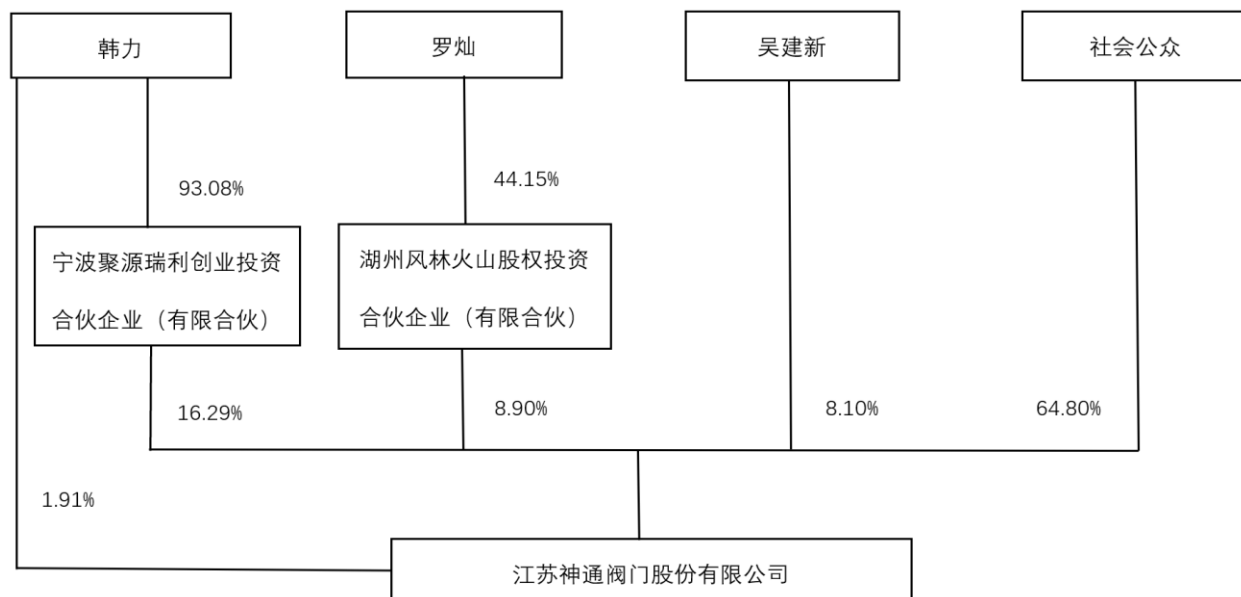 韩力
罗灿
吴建新
社会公众
93.08%
44.15%
宁波聚源瑞利创业投资
合伙企业（有限合伙）
湖州风林火山股权投资
合伙企业（有限合伙）
16.29%
8.90%
8.10%
64.80%
1.91%
江苏神通阀门股份有限公司